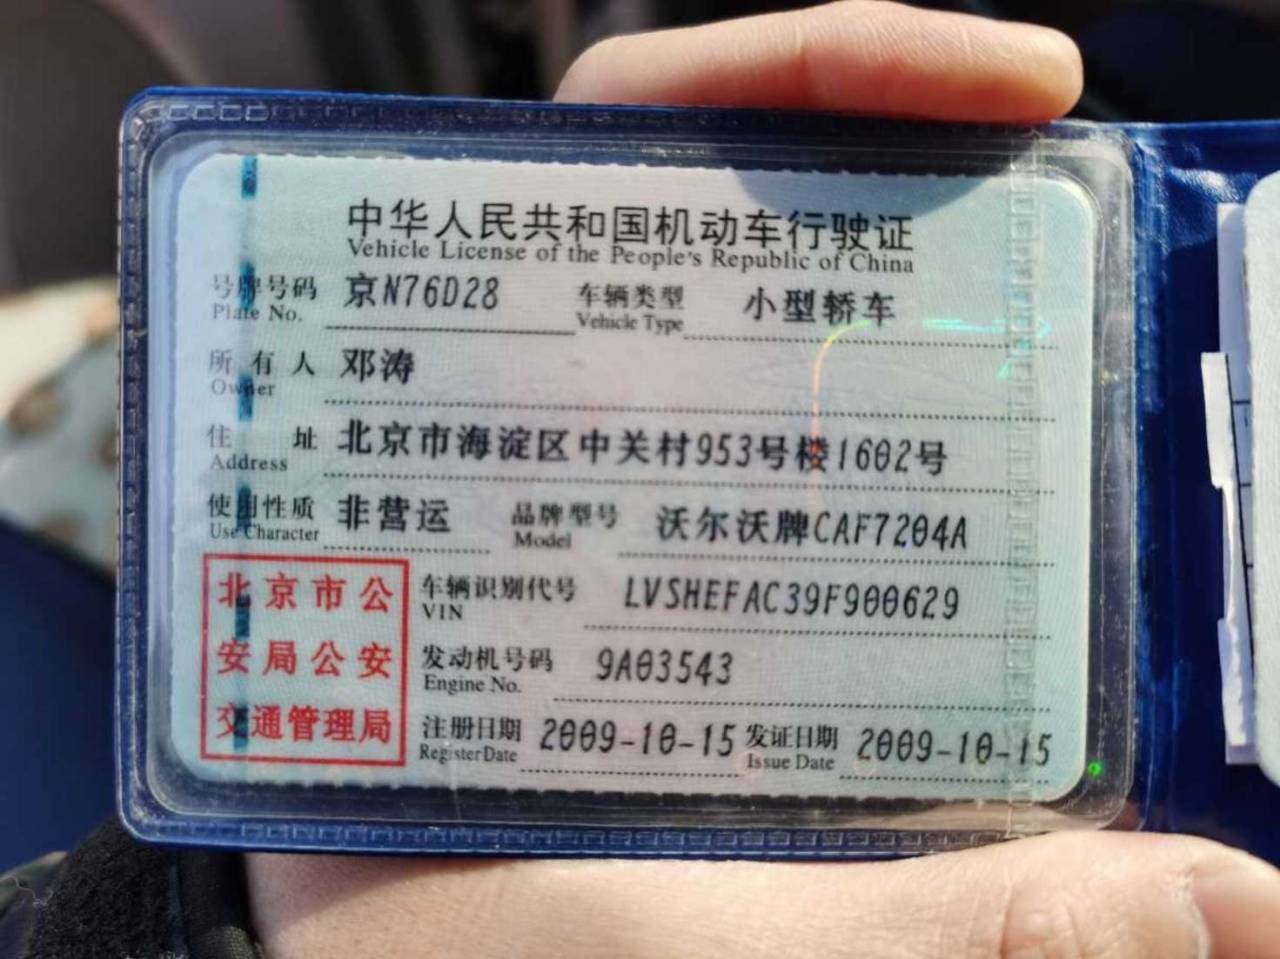 中华人民共和国机动车行驶证
Vehicle License of the People's Republic of China
号牌号码 京N76D28 车辆类型 小型轿车
Plate No. Vehicle Type
所有人 邓涛
Owner
住址 北京市海淀区中关村953号楼1602号
Address
使用性质 非营运 品牌型号 沃尔沃牌CAF7204A
Use Character Model
北京市公
安局公安
交通管理局
车辆识别代号 LVSHEFAC39F900629
VIN
发动机号码 9A03543
Engine No.
注册日期 2009-10-15 发证日期 2009-10-15
Register Date Issue Date